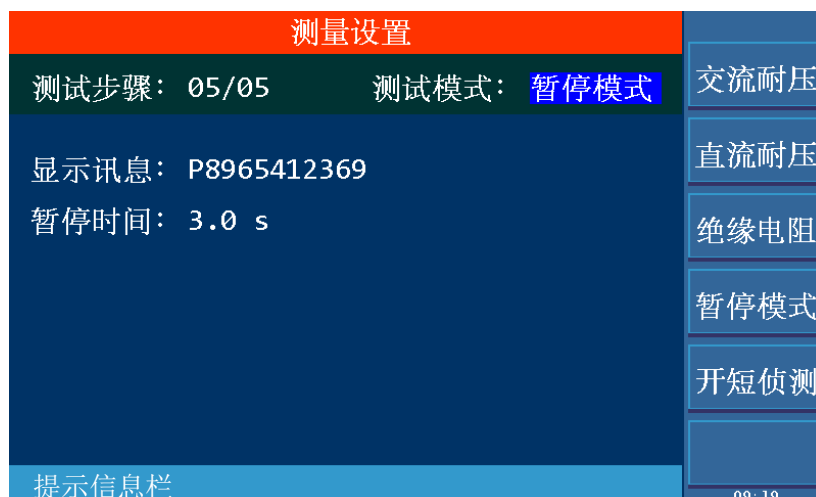 测量设置
测试步骤: 05/05 测试模式: 暂停模式
显示讯息: P8965412369
暂停时间: 3.0 s
提示信息栏
交流耐压
直流耐压
绝缘电阻
暂停模式
开短侦测